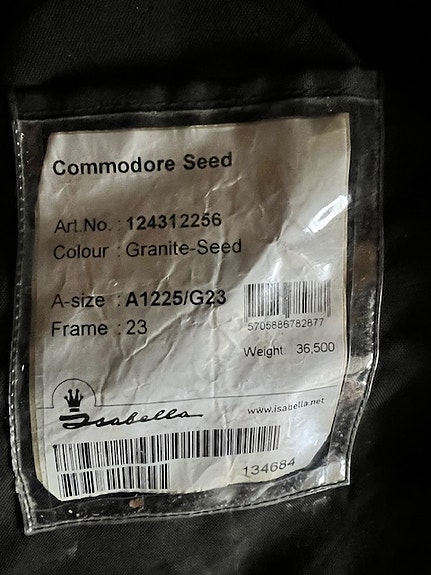 Commodore Seed
Art.No. : 124312256
Colour : Granite-Seed
A-size : A1225/G23
Frame : 23
5705886782877
Weight: 36,500
Isabella
www.isabella.net
134684